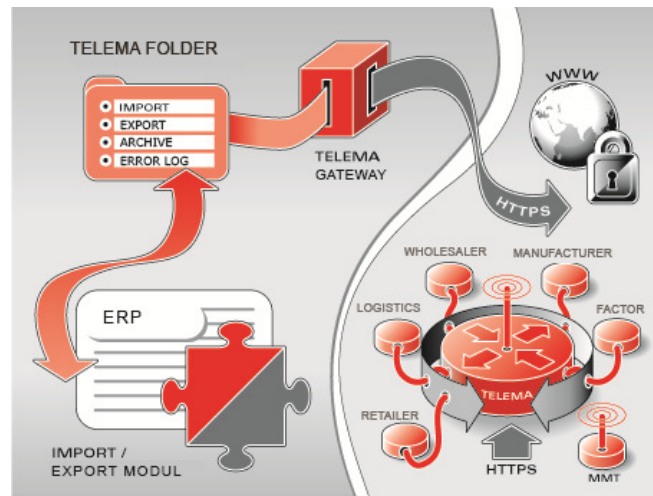 TELEMA FOLDER
IMPORT
EXPORT
ARCHIVE
ERROR LOG
TELEMA
GATEWAY
WWW
HTTPS
ERP
IMPORT /
EXPORT MODUL
WHOLESALER
MANUFACTURER
LOGISTICS
FACTOR
TELEMA
RETAILER
HTTPS
MMT